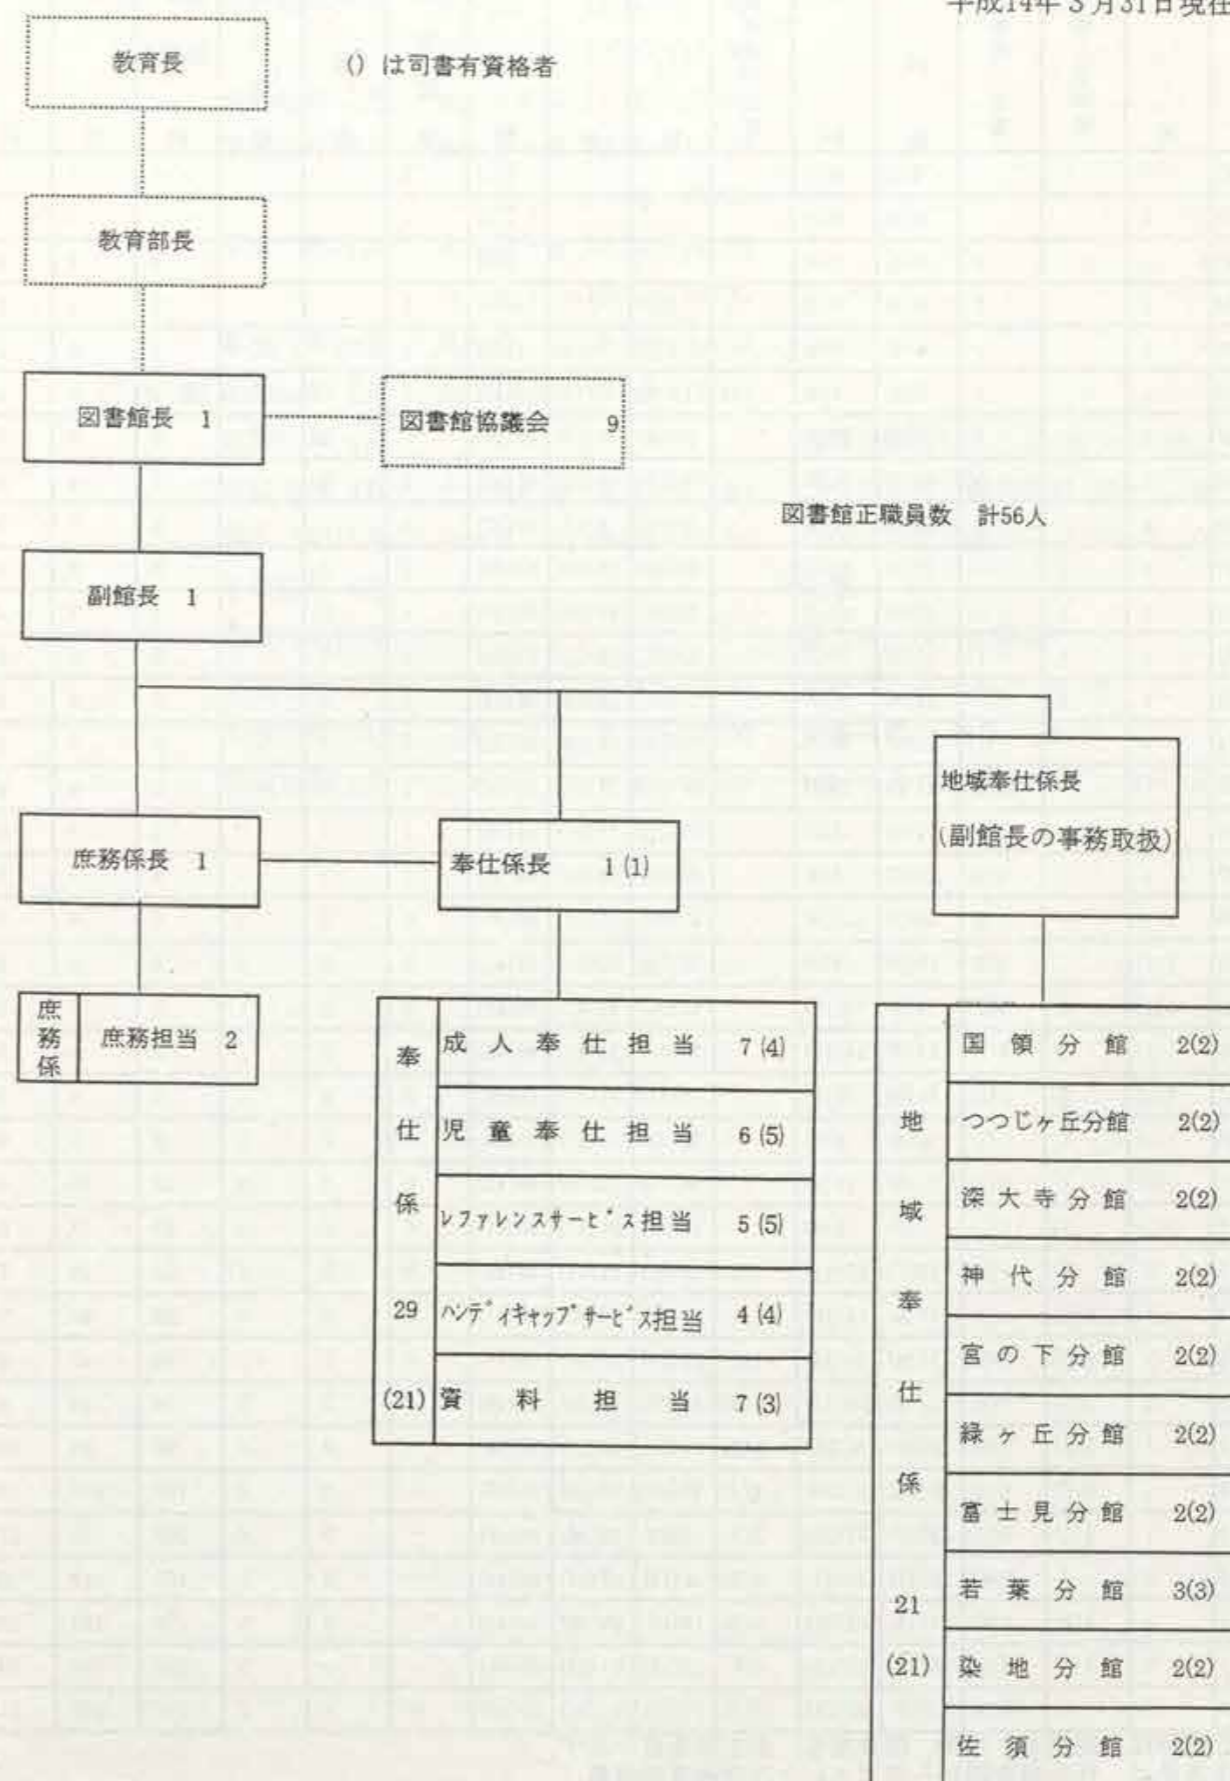 平成14年3月31日現在
教育長
() は司書有資格者
教育部長
図書館長 1
図書館協議会 9
図書館正職員数 計56人
副館長 1
地域奉仕係長
(副館長の事務取扱)
庶務係長 1
奉仕係長 1 (1)
庶務係
庶務担当 2
奉仕係 29 (21)
成人奉仕担当 7 (4)
児童奉仕担当 6 (5)
レファレンスサービス担当 5 (5)
ハンディキャップサービス担当 4 (4)
資料担当 7 (3)
地域奉仕係 21 (21)
国領分館 2(2)
つつじヶ丘分館 2(2)
深大寺分館 2(2)
神代分館 2(2)
宮の下分館 2(2)
緑ヶ丘分館 2(2)
富士見分館 2(2)
若葉分館 3(3)
染地分館 2(2)
佐須分館 2(2)